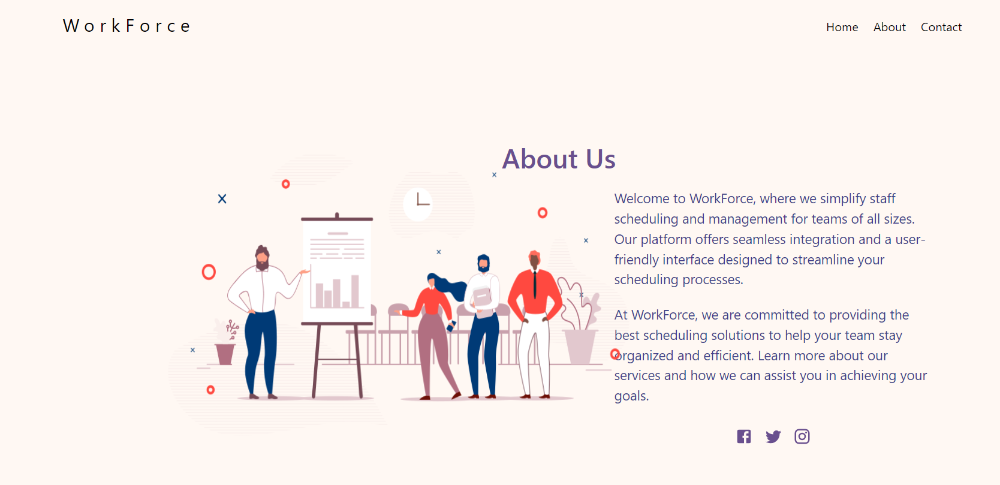 WorkForce
Home About Contact
About Us
Welcome to WorkForce, where we simplify staff
scheduling and management for teams of all sizes.
Our platform offers seamless integration and a user-
friendly interface designed to streamline your
scheduling processes.
At WorkForce, we are committed to providing the
best scheduling solutions to help your team stay
organized and efficient. Learn more about our
services and how we can assist you in achieving your
goals.